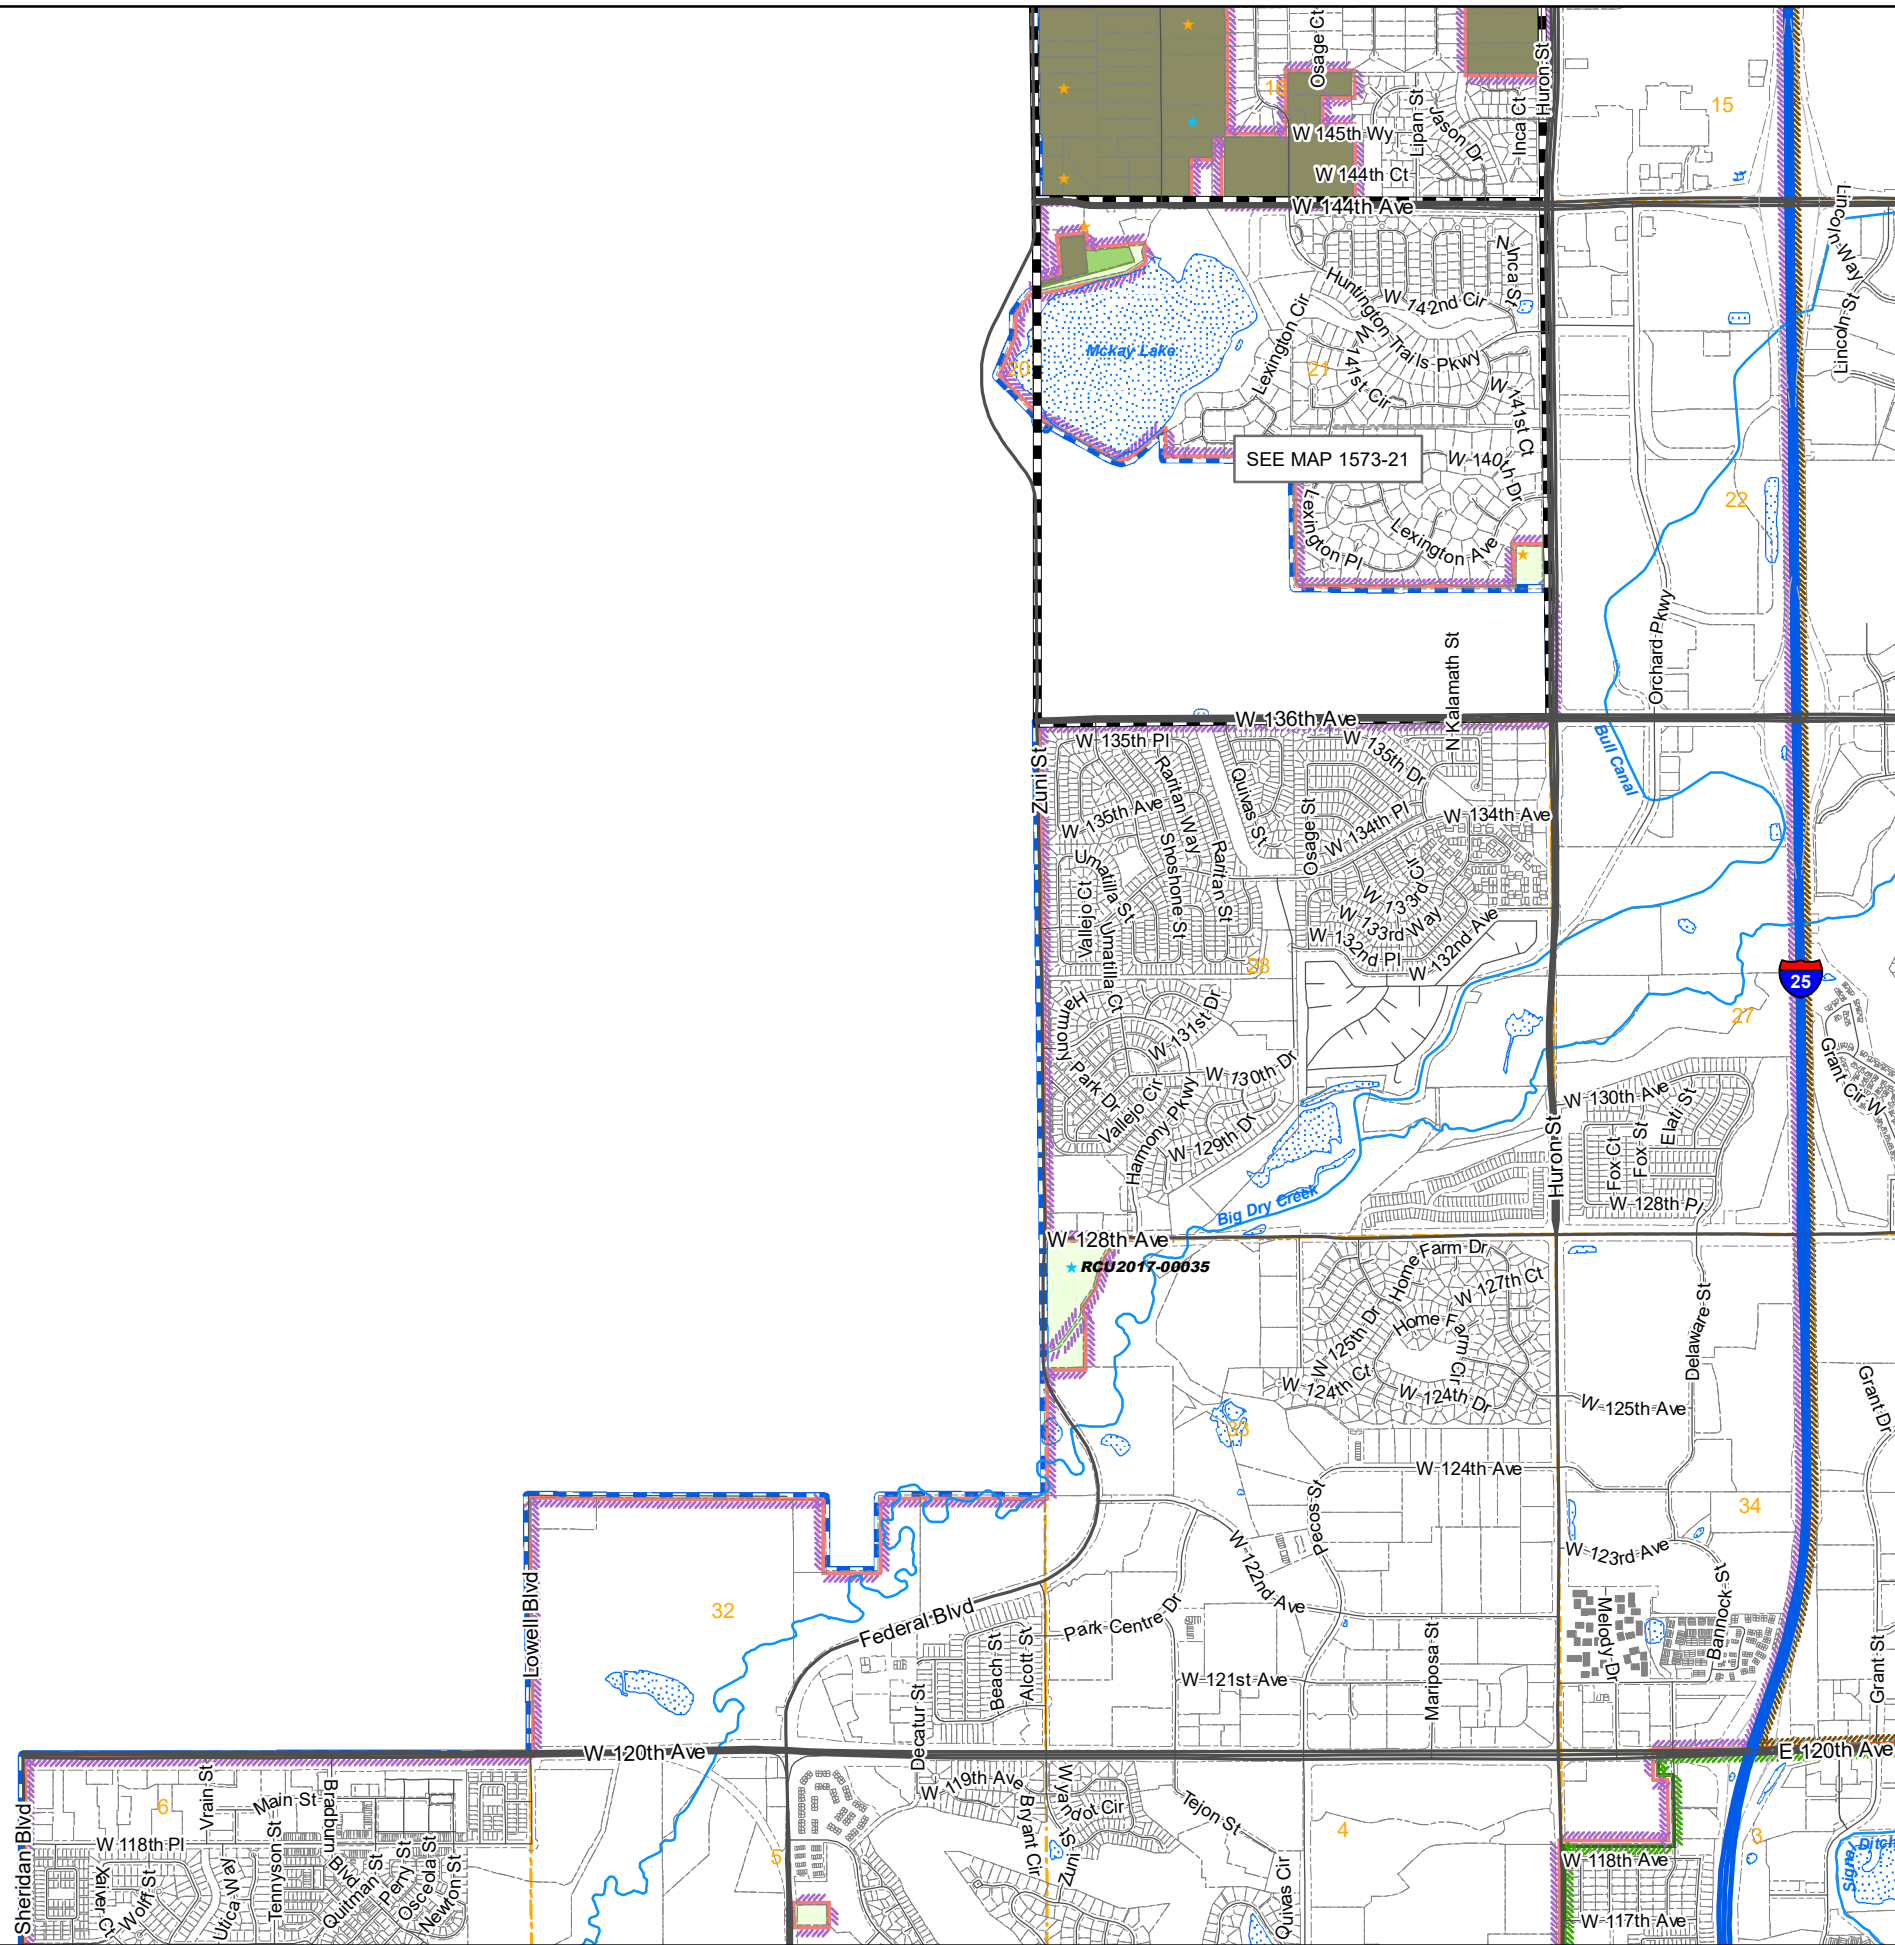 Osage Ct
Huron St
16
15
W 145th Wy
Lipan St
Jason Dr
Inca Ct
W 144th Ct
W 144th Ave
Lincoln Way
Lincoln St
N Inca St
W 142nd Cir
Huntington Trails Pkwy
Lexington Cir
Mckay Lake
20
21
W 141st Cir
W 141st Ct
SEE MAP 1573-21
W 140th Dr
22
Lexington Pl
Lexington Ave
Orchard Pkwy
N Kalamath St
W 136th Ave
Bull Canal
Zuni St
W 135th Pl
Raritan Way
Quivas St
W 135th Dr
W 135th Ave
Osage St
W 134th Pl
W 134th Ave
Shoshone St
Raritan St
Umatilla St
Vallejo Ct
Umatilla Ct
W 133rd Cir
W 133rd Way
W 132nd Pl
W 132nd Ave
28
25
27
Harmony Park Dr
W 131st Dr
W 130th Dr
Vallejo Cir
Harmony Pkwy
W 129th Dr
Grant Cir W
W 130th Ave
Elati St
Fox Ct
Fox St
Huron St
W 128th Pl
Big Dry Creek
W 128th Ave
RCU2017-00035
Home Farm Dr
W 127th Ct
Home Farm Cir
W 125th Dr
W 124th Ct
W 124th Dr
Delaware St
W 125th Ave
Grant Dr
33
W 124th Ave
Pecos St
34
W 123rd Ave
W 122nd Ave
Bannock St
Melody Dr
Lowell Blvd
32
Federal Blvd
Park Centre Dr
Beach St
Alcott St
W 121st Ave
Mariposa St
Grant St
Decatur St
W 120th Ave
E 120th Ave
Sheridan Blvd
6
Vrain St
Main St
Bradburn Blvd
W 118th Pl
Xavier Ct
Wolff St
Utica Way
Tennyson St
Quitman St
Perry St
Osceola St
Newton St
5
W 119th Ave
Bryant Cir
Wyandot Cir
Zuni St
Tejon St
Quivas Cir
4
3
W 118th Ave
W 117th Ave
Ditch